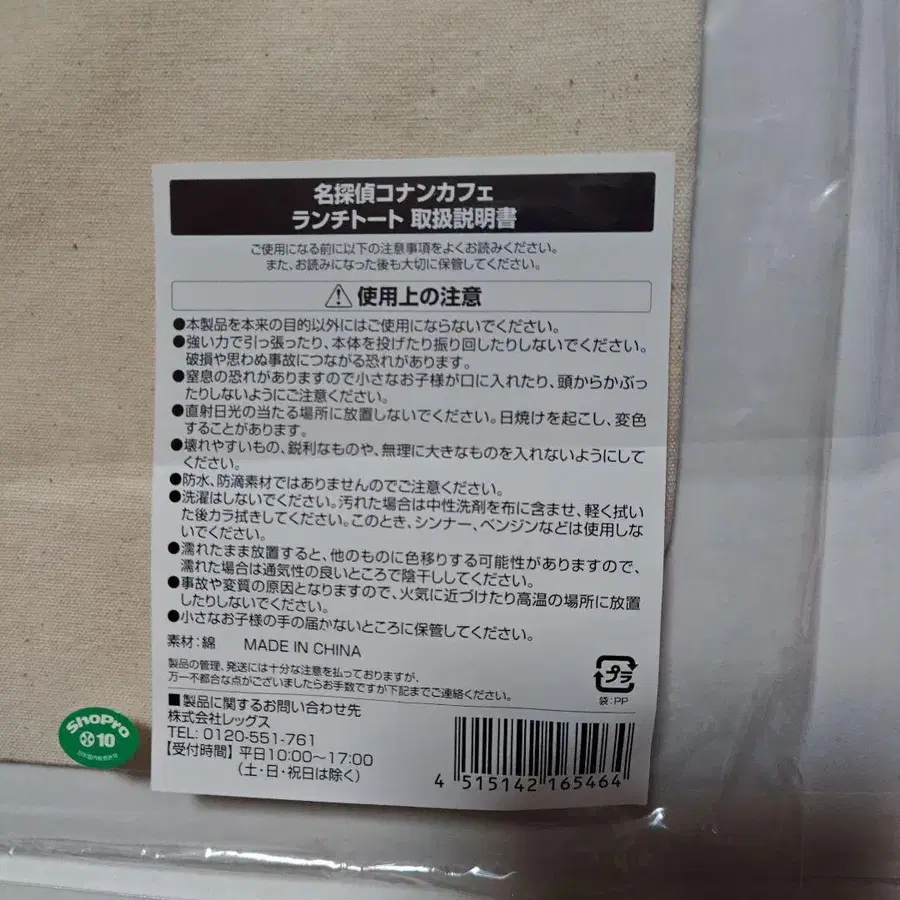 名探偵コナンカフェ
ランチトート 取扱説明書
ご使用になる前に以下の注意事項をよくお読みください。
また、お読みになった後も大切に保管してください。
使用上の注意
●本製品を本来の目的以外にはご使用にならないでください。
●強い力で引っ張ったり、本体を投げたり振り回したりしないでください。
破損や思わぬ事故につながる恐れがあります。
●窒息の恐れがありますので小さなお子様が口に入れたり、頭からかぶっ
たりしないようにご注意ください。
●直射日光の当たる場所に放置しないでください。日焼けを起こし、変色
することがあります。
●壊れやすいもの、鋭利なものや、無理に大きなものを入れないようにして
ください。
●防水、防滴素材ではありませんのでご注意ください。
●洗濯はしないでください。汚れた場合は中性洗剤を布に含ませ、軽く拭い
た後カラ拭きしてください。このとき、シンナー、ベンジンなどは使用しな
いでください。
●濡れたまま放置すると、他のものに色移りする可能性がありますので、
濡れた場合は通気性の良いところで陰干ししてください。
●事故や変質の原因となりますので、火気に近づけたり高温の場所に放置
したりしないでください。
●小さなお子様の手の届かないところに保管してください。
素材:綿 MADE IN CHINA
製品の管理、発送には十分な注意を払っておりますが、
万一不都合な点がございましたらお手数ですが下記までご連絡ください。
プラ
袋:PP
■製品に関するお問い合わせ先
株式会社レッグス
TEL: 0120-551-761
【受付時間】平日10:00~17:00
(土・日・祝日は除く)
4 515142 165464
ShoPro
10